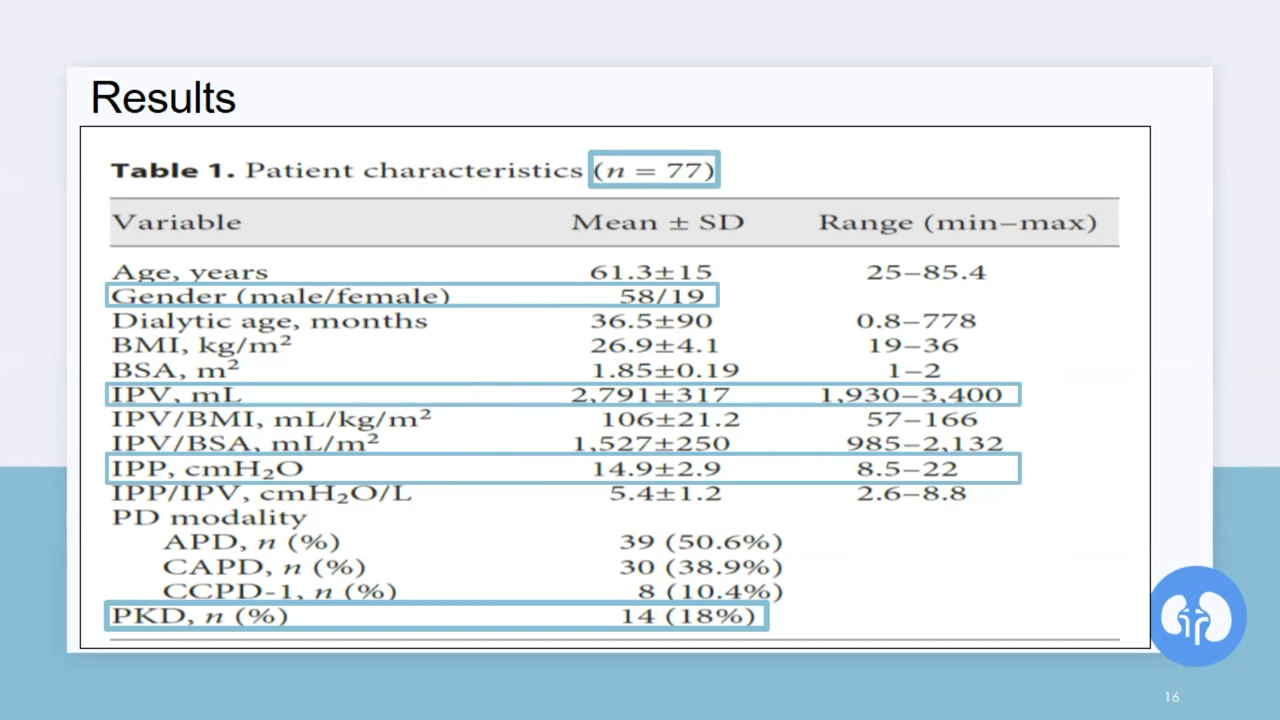 Results
Table 1. Patient characteristics (n = 77)
Variable Mean ± SD Range (min–max)
Age, years 61.3±15 25–85.4
Gender (male/female) 58/19
Dialytic age, months 36.5±90 0.8–778
BMI, kg/m² 26.9±4.1 19–36
BSA, m² 1.85±0.19 1–2
IPV, mL 2,791±317 1,930–3,400
IPV/BMI, mL/kg/m² 106±21.2 57–166
IPV/BSA, mL/m² 1,527±250 985–2,132
IPP, cmH₂O 14.9±2.9 8.5–22
IPP/IPV, cmH₂O/L 5.4±1.2 2.6–8.8
PD modality
APD, n (%) 39 (50.6%)
CAPD, n (%) 30 (38.9%)
CCPD-1, n (%) 8 (10.4%)
PKD, n (%) 14 (18%)
16